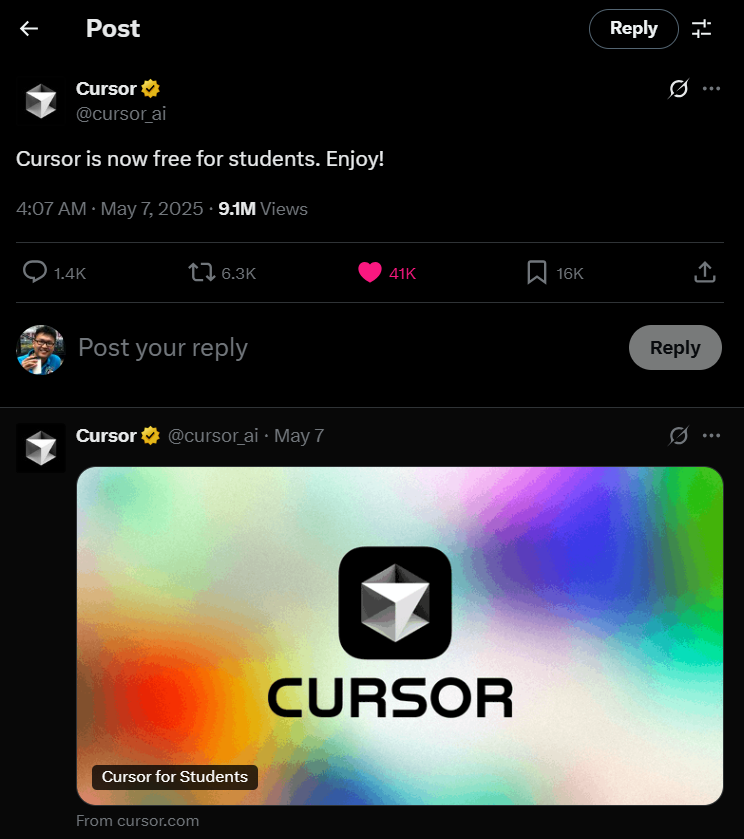 Post
Reply
Cursor
@cursor_ai
Cursor is now free for students. Enjoy!
4:07 AM · May 7, 2025 · 9.1M Views
1.4K 6.3K 41K 16K
Post your reply
Reply
Cursor @cursor_ai · May 7
CURSOR
Cursor for Students
From cursor.com